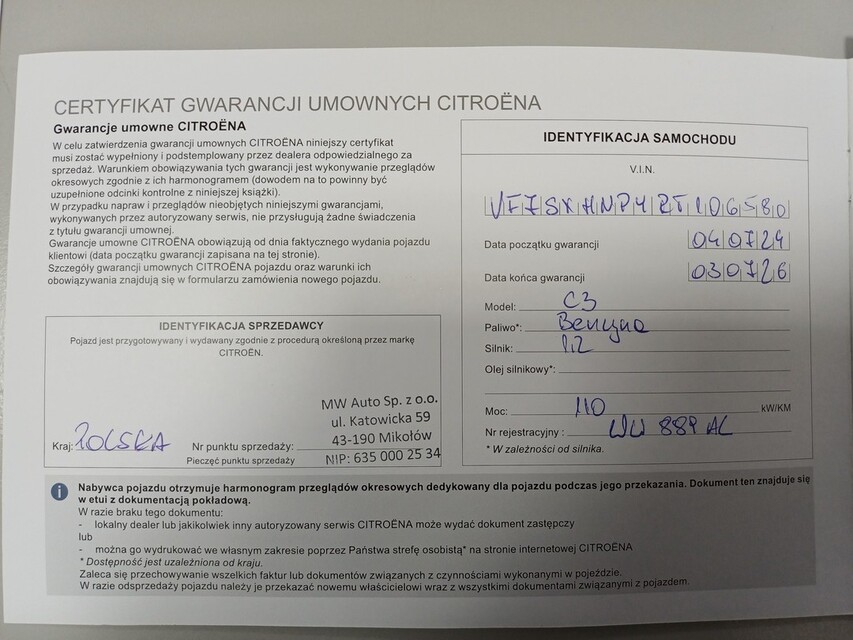 CERTYFIKAT GWARANCJI UMOWNYCH CITROËNA
Gwarancje umowne CITROËNA
W celu zatwierdzenia gwarancji umownych CITROËNA niniejszy certyfikat
musi zostać wypełniony i podstemplowany przez dealera odpowiedzialnego za
sprzedaż. Warunkiem obowiązywania tych gwarancji jest wykonywanie przeglądów
okresowych zgodnie z ich harmonogramem (dowodem na to powinny być
uzupełnione odcinki kontrolne z niniejszej książki).
W przypadku napraw i przeglądów nieobjętych niniejszymi gwarancjami,
wykonywanych przez autoryzowany serwis, nie przysługują żadne świadczenia
z tytułu gwarancji umownej.
Gwarancje umowne CITROËNA obowiązują od dnia faktycznego wydania pojazdu
klientowi (data początku gwarancji zapisana na tej stronie).
Szczegóły gwarancji umownych CITROËNA pojazdu oraz warunki ich
obowiązywania znajdują się w formularzu zamówienia nowego pojazdu.
IDENTYFIKACJA SPRZEDAWCY
Pojazd jest przygotowywany i wydawany zgodnie z procedurą określoną przez markę
CITROËN.
MW Auto Sp. z o.o.
ul. Katowicka 59
43-190 Mikołów
NIP: 635 000 25 34
Kraj: POLSKA
Nr punktu sprzedaży:
Pieczęć punktu sprzedaży
IDENTYFIKACJA SAMOCHODU
V.I.N.
VF7SXHNPYRT106580
Data początku gwarancji 040724
Data końca gwarancji 030726
Model: C3
Paliwo*: Benzyna
Silnik: 1.2
Olej silnikowy*:
Moc: 110 kW/KM
Nr rejestracyjny : WU 889 AL
* W zależności od silnika.
Nabywca pojazdu otrzymuje harmonogram przeglądów okresowych dedykowany dla pojazdu podczas jego przekazania. Dokument ten znajduje się
w etui z dokumentacją pokładową.
W razie braku tego dokumentu:
- lokalny dealer lub jakikolwiek inny autoryzowany serwis CITROËNA może wydać dokument zastępczy
lub
- można go wydrukować we własnym zakresie poprzez Państwa strefę osobistą* na stronie internetowej CITROËNA
* Dostępność jest uzależniona od kraju.
Zaleca się przechowywanie wszelkich faktur lub dokumentów związanych z czynnościami wykonanymi w pojeździe.
W razie odsprzedaży pojazdu należy je przekazać nowemu właścicielowi wraz z wszystkimi dokumentami związanymi z pojazdem.